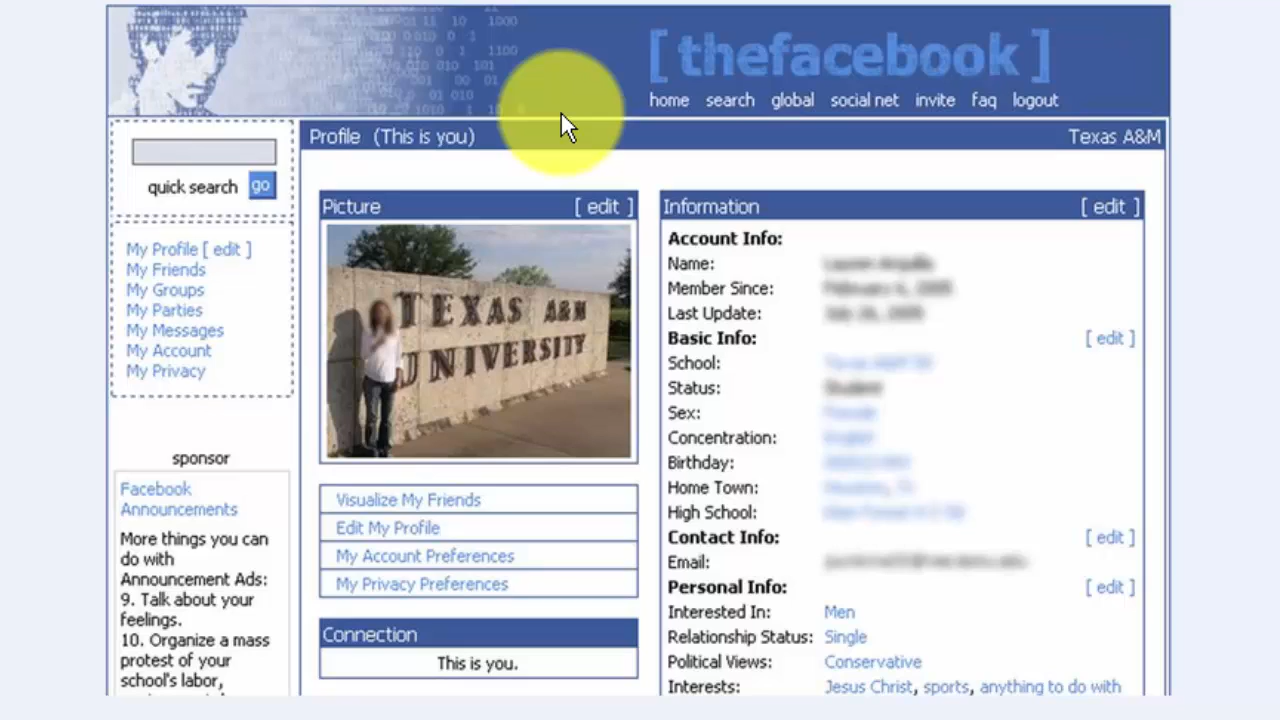 [ thefacebook ]
home search global social net invite faq logout
quick search go
My Profile [ edit ]
My Friends
My Groups
My Parties
My Messages
My Account
My Privacy
sponsor
Facebook
Announcements
More things you can
do with
Announcement Ads:
9. Talk about your
feelings.
10. Organize a mass
protest of your
school's labor,
Profile (This is you) Texas A&M
Picture [ edit ]
TEXAS A&M
UNIVERSITY
Visualize My Friends
Edit My Profile
My Account Preferences
My Privacy Preferences
Connection
This is you.
Information [ edit ]
Account Info:
Name:
Member Since:
Last Update:
Basic Info: [ edit ]
School:
Status:
Sex:
Concentration:
Birthday:
Home Town:
High School:
Contact Info: [ edit ]
Email:
Personal Info: [ edit ]
Interested In: Men
Relationship Status: Single
Political Views: Conservative
Interests: Jesus Christ, sports, anything to do with